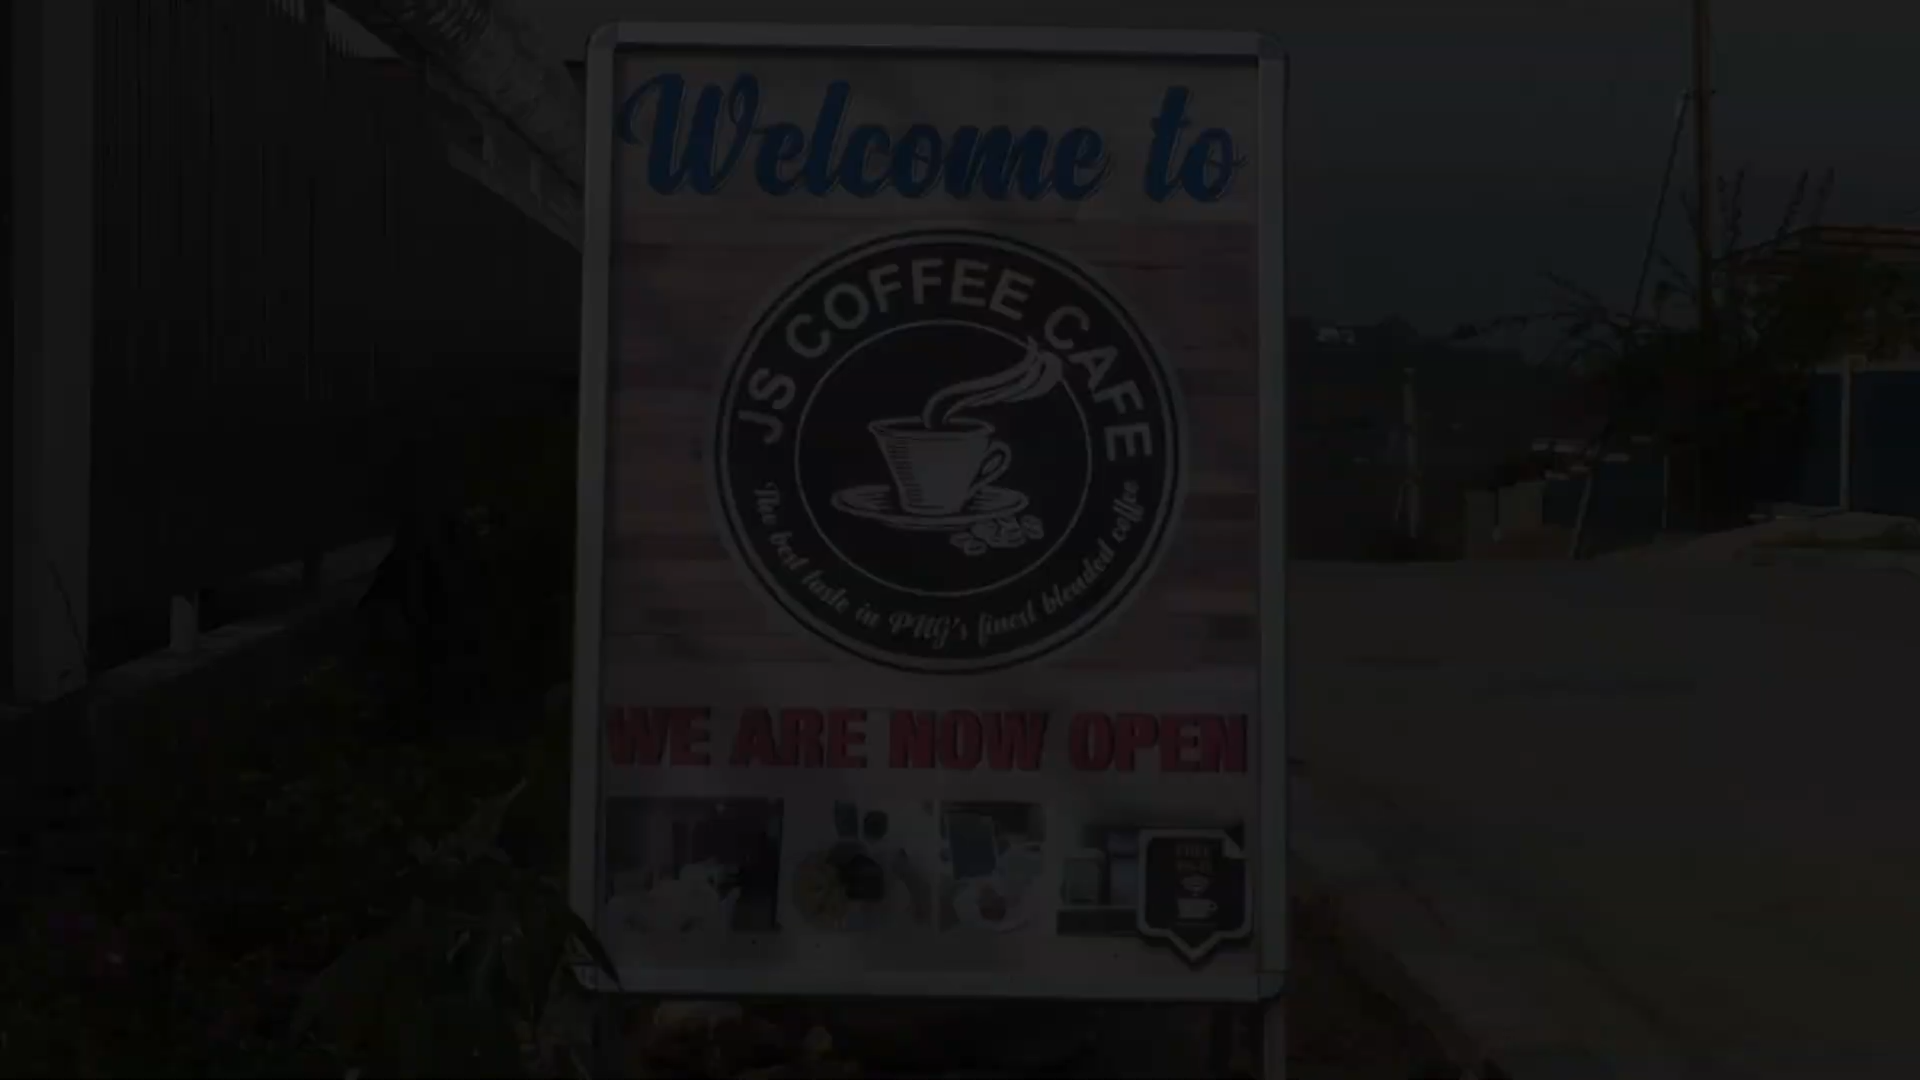 Welcome to
JS COFFEE CAFE
The best taste in PNG's finest blended coffee
WE ARE NOW OPEN